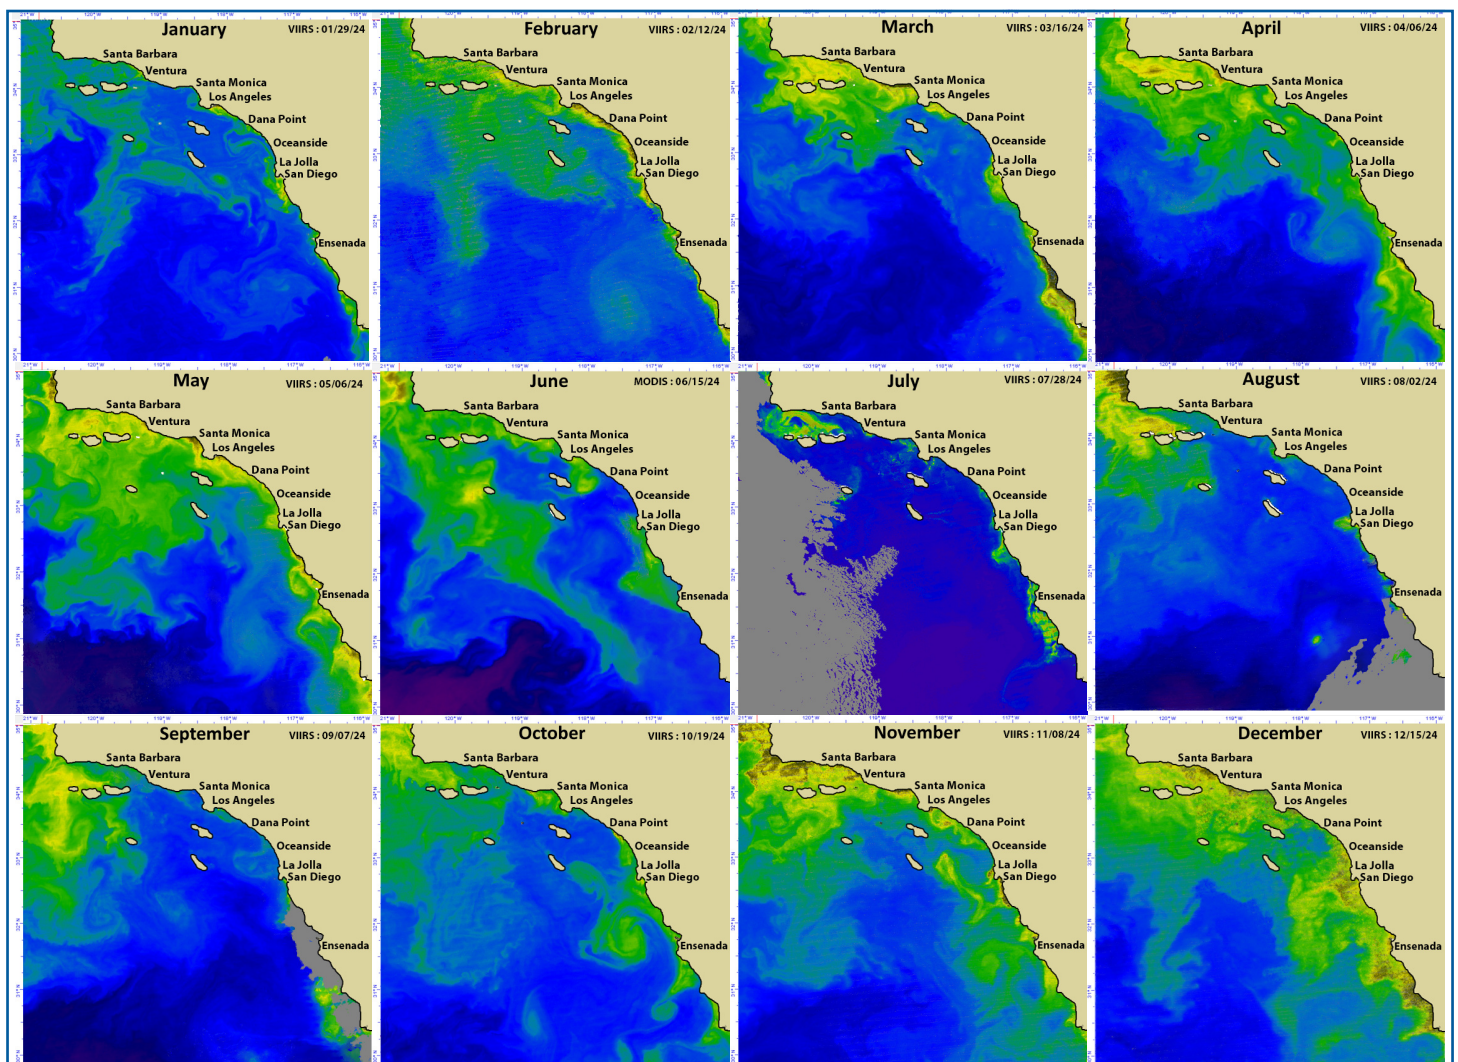 January
VIIRS : 01/29/24
Santa Barbara
Ventura
Santa Monica
Los Angeles
Dana Point
Oceanside
La Jolla
San Diego
Ensenada
February
VIIRS : 02/12/24
Santa Barbara
Ventura
Santa Monica
Los Angeles
Dana Point
Oceanside
La Jolla
San Diego
Ensenada
March
VIIRS : 03/16/24
Santa Barbara
Ventura
Santa Monica
Los Angeles
Dana Point
Oceanside
La Jolla
San Diego
Ensenada
April
VIIRS : 04/06/24
Santa Barbara
Ventura
Santa Monica
Los Angeles
Dana Point
Oceanside
La Jolla
San Diego
Ensenada
May
VIIRS : 05/06/24
Santa Barbara
Ventura
Santa Monica
Los Angeles
Dana Point
Oceanside
La Jolla
San Diego
Ensenada
June
MODIS : 06/15/24
Santa Barbara
Ventura
Santa Monica
Los Angeles
Dana Point
Oceanside
La Jolla
San Diego
Ensenada
July
VIIRS : 07/28/24
Santa Barbara
Ventura
Santa Monica
Los Angeles
Dana Point
Oceanside
La Jolla
San Diego
Ensenada
August
VIIRS : 08/02/24
Santa Barbara
Ventura
Santa Monica
Los Angeles
Dana Point
Oceanside
La Jolla
San Diego
Ensenada
September
VIIRS : 09/07/24
Santa Barbara
Ventura
Santa Monica
Los Angeles
Dana Point
Oceanside
La Jolla
San Diego
Ensenada
October
VIIRS : 10/19/24
Santa Barbara
Ventura
Santa Monica
Los Angeles
Dana Point
Oceanside
La Jolla
San Diego
Ensenada
November
VIIRS : 11/08/24
Santa Barbara
Ventura
Santa Monica
Los Angeles
Dana Point
Oceanside
La Jolla
San Diego
Ensenada
December
VIIRS : 12/15/24
Santa Barbara
Ventura
Santa Monica
Los Angeles
Dana Point
Oceanside
La Jolla
San Diego
Ensenada